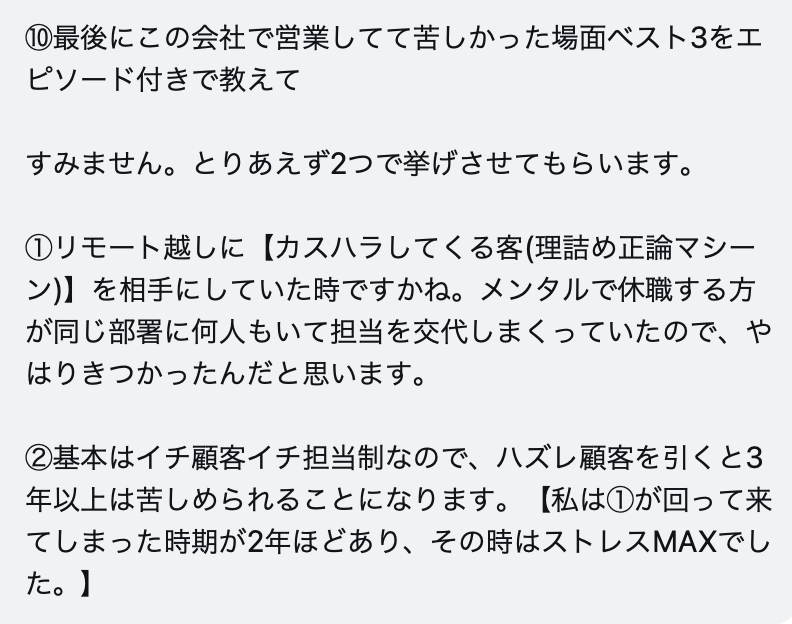 ⑩最後にこの会社で営業してて苦しかった場面ベスト3をエ
ピソード付きで教えて
すみません。とりあえず2つで挙げさせてもらいます。
①リモート越しに【カスハラしてくる客(理詰め正論マシー
ン)】を相手にしていた時ですかね。メンタルで休職する方
が同じ部署に何人もいて担当を交代しまくっていたので、や
はりきつかったんだと思います。
②基本はイチ顧客イチ担当制なので、ハズレ顧客を引くと3
年以上は苦しめられることになります。【私は①が回って来
てしまった時期が2年ほどあり、その時はストレスMAXでし
た。】